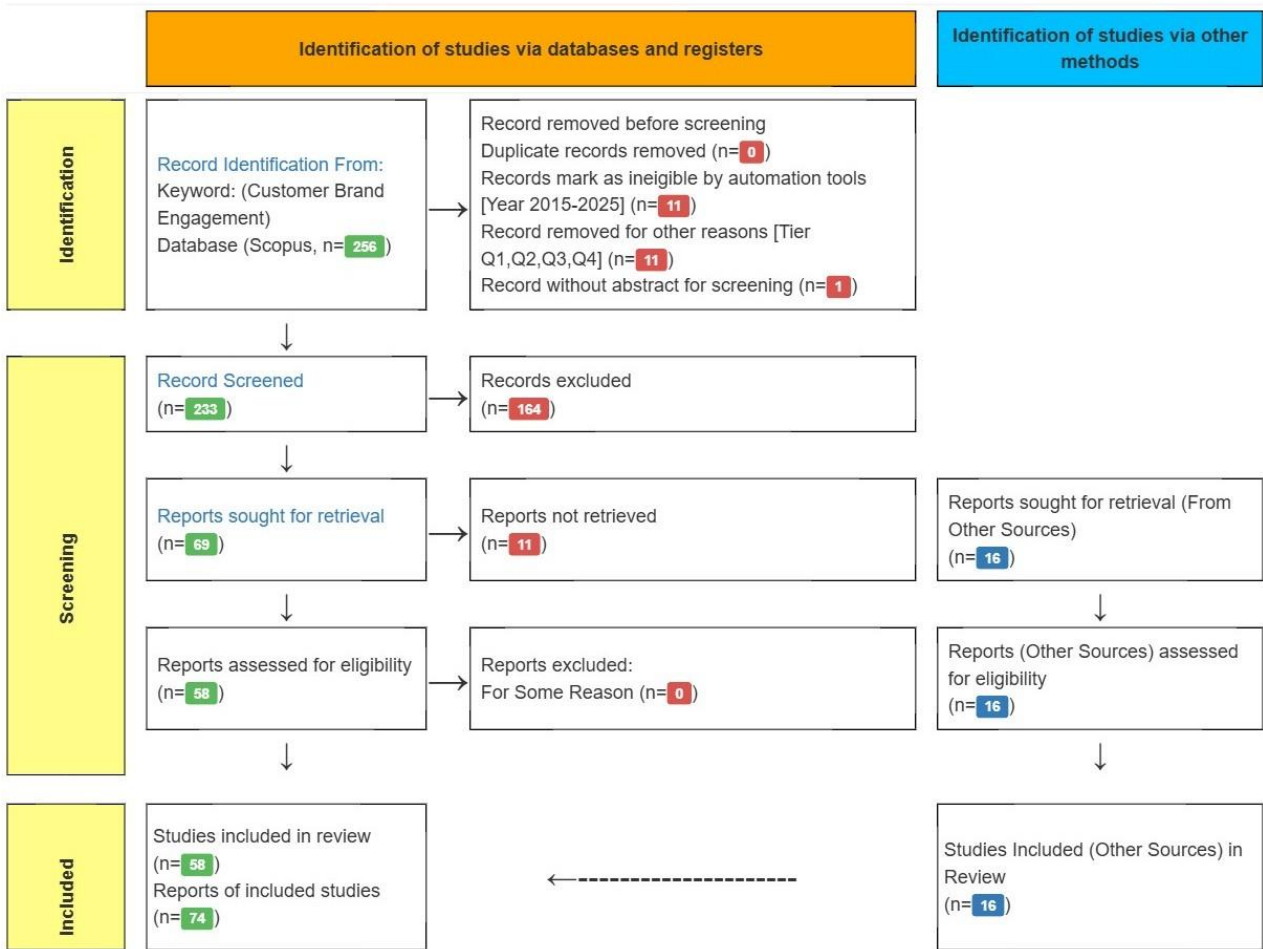 Identification of studies via databases and registers
Identification of studies via other
methods
Identification
Record Identification From:
Keyword: (Customer Brand
Engagement)
Database (Scopus, n=256)
Record removed before screening
Duplicate records removed (n=0)
Records mark as ineigible by automation tools
[Year 2015-2025] (n=11)
Record removed for other reasons [Tier
Q1,Q2,Q3,Q4] (n=11)
Record without abstract for screening (n=1)
Screening
Record Screened
(n=233)
Records excluded
(n=164)
Reports sought for retrieval
(n=69)
Reports not retrieved
(n=11)
Reports sought for retrieval (From
Other Sources)
(n=16)
Reports assessed for eligibility
(n=58)
Reports excluded:
For Some Reason (n=0)
Reports (Other Sources) assessed
for eligibility
(n=16)
Included
Studies included in review
(n=58)
Reports of included studies
(n=74)
Studies Included (Other Sources) in
Review
(n=16)